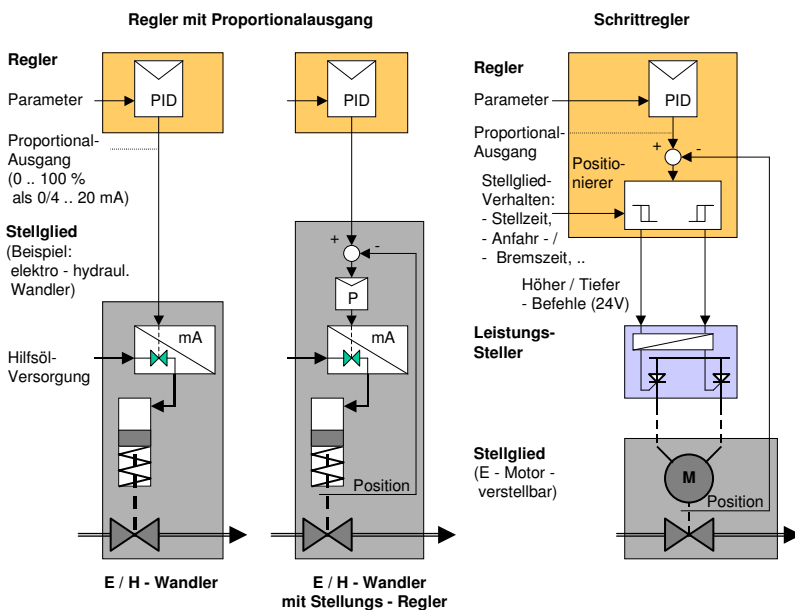 Regler mit Proportionalausgang
Regler
Parameter
PID
Proportional-
Ausgang
(0 .. 100 %
als 0/4 .. 20 mA)
Stellglied
(Beispiel:
elektro - hydraul.
Wandler)
mA
Hilfsöl-
Versorgung
E / H - Wandler
PID
+
-
P
mA
Position
E / H - Wandler
mit Stellungs - Regler
Schrittregler
Regler
Parameter
PID
Proportional-
Ausgang
+
-
Positio-
nierer
Stellglied-
Verhalten:
- Stellzeit,
- Anfahr - /
- Bremszeit, ..
Höher / Tiefer
- Befehle (24V)
Leistungs-
Steller
Stellglied
(E - Motor -
verstellbar)
M
Position